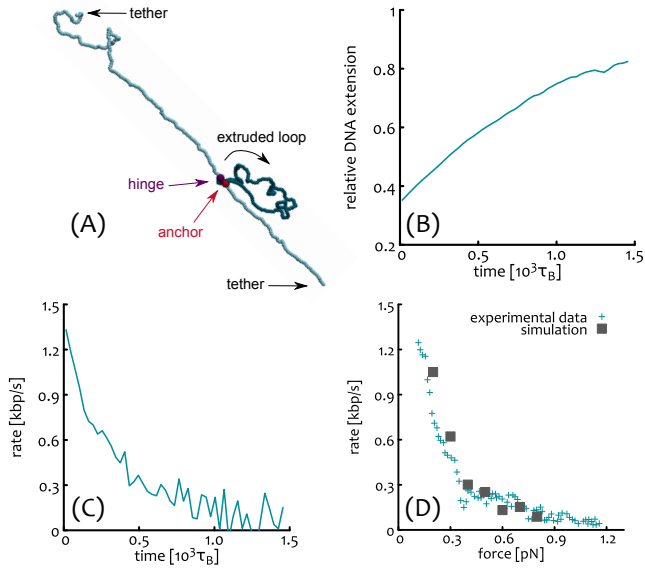 tether
extruded loop
hinge
anchor
(A)
tether
relative DNA extension
1
0.8
0.6
0.4
0.2
0
0.5
1.0
1.5
time [10³τB]
(B)
rate [kbp/s]
1.5
1.2
0.9
0.6
0.3
0
0
0.5
1.0
1.5
time [10³τB]
(C)
rate [kbp/s]
1.5
1.2
0.9
0.6
0.3
0
0.3
0.6
0.9
1.2
force [pN]
experimental data
simulation
(D)